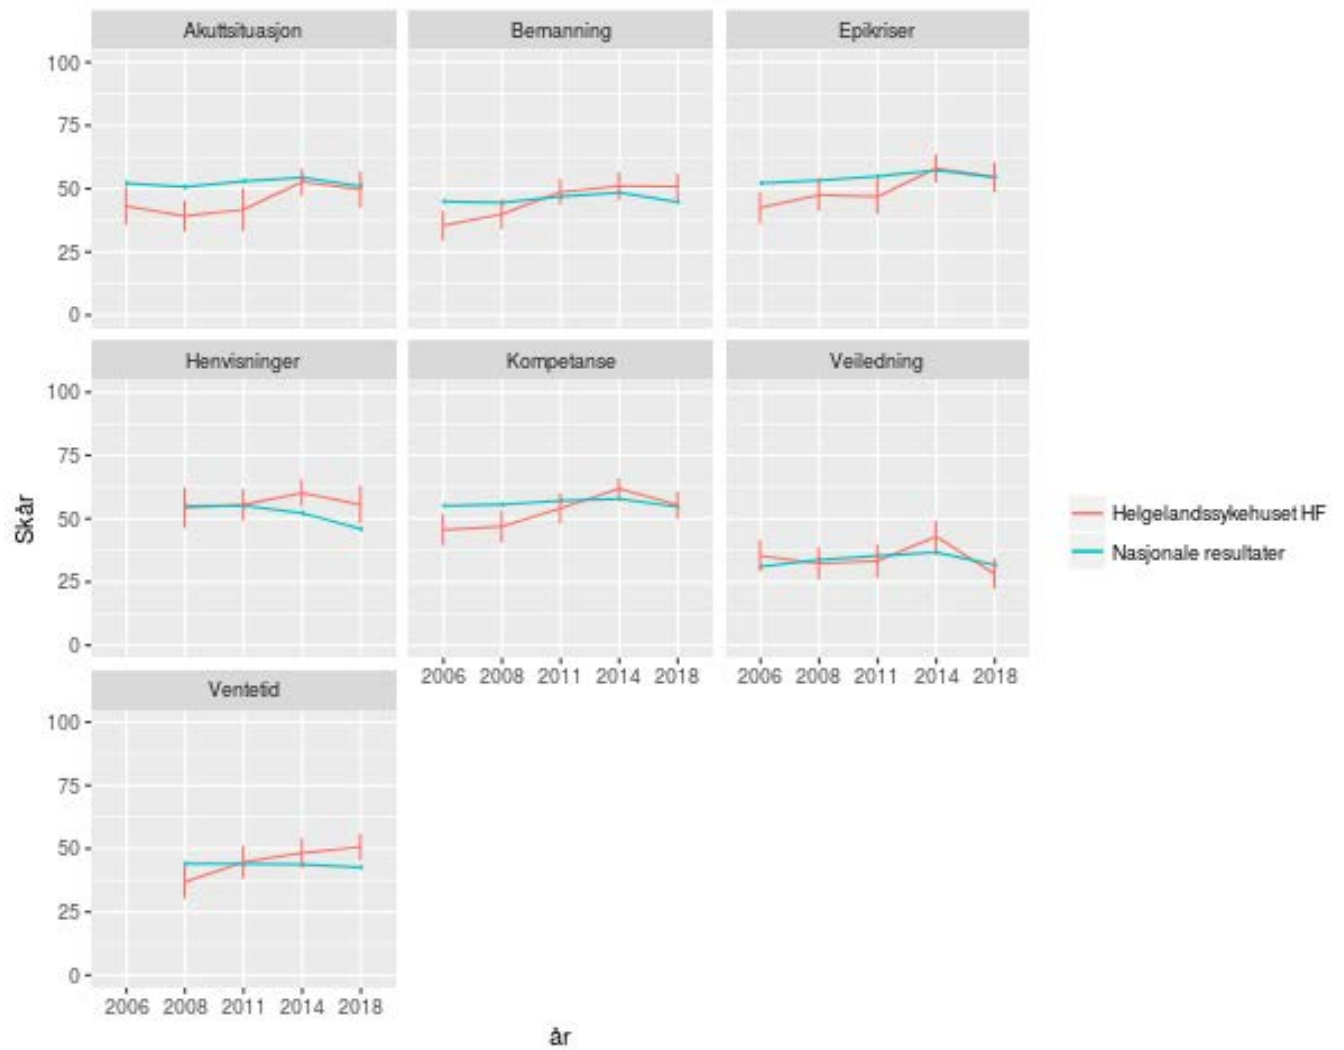 Akuttsituasjon Bemanning Epikriser
100
75
50
25
0
Henvisninger Kompetanse Veiledning
100
75
50
25
0
Skår
Helgelandssykehuset HF
Nasjonale resultater
2006 2008 2011 2014 2018 2006 2008 2011 2014 2018
Ventetid
100
75
50
25
0
2006 2008 2011 2014 2018
år